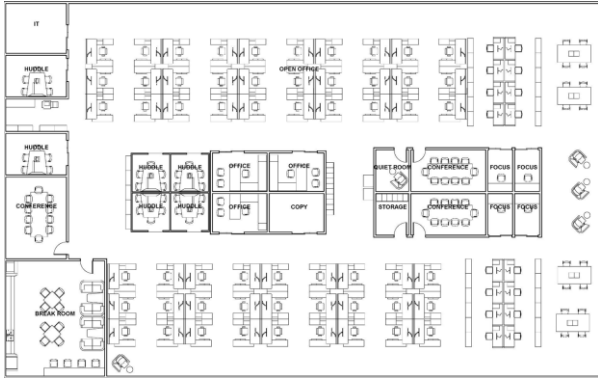 IT
HUDDLE
OPEN OFFICE
HUDDLE
HUDDLE
HUDDLE
OFFICE
OFFICE
QUIET ROOM
CONFERENCE
FOCUS
FOCUS
CONFERENCE
HUDDLE
HUDDLE
OFFICE
COPY
STORAGE
CONFERENCE
FOCUS
FOCUS
BREAK ROOM